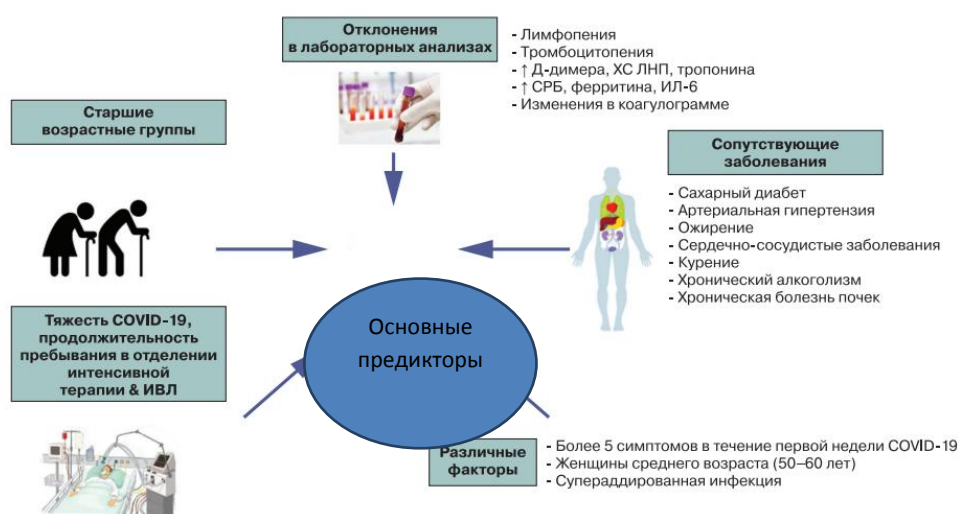 Отклонения
в лабораторных анализах
- Лимфопения
- Тромбоцитопения
- ↑ Д-димера, ХС ЛНП, тропонина
- ↑ СРБ, ферритина, ИЛ-6
- Изменения в коагулограмме
Старшие
возрастные группы
Сопутствующие
заболевания
- Сахарный диабет
- Артериальная гипертензия
- Ожирение
- Сердечно-сосудистые заболевания
- Курение
- Хронический алкоголизм
- Хроническая болезнь почек
Тяжесть COVID-19,
продолжительность
пребывания в отделении
интенсивной
терапии & ИВЛ
Основные
предикторы
Различные
факторы
- Более 5 симптомов в течение первой недели COVID-19
- Женщины среднего возраста (50–60 лет)
- Супераддированная инфекция